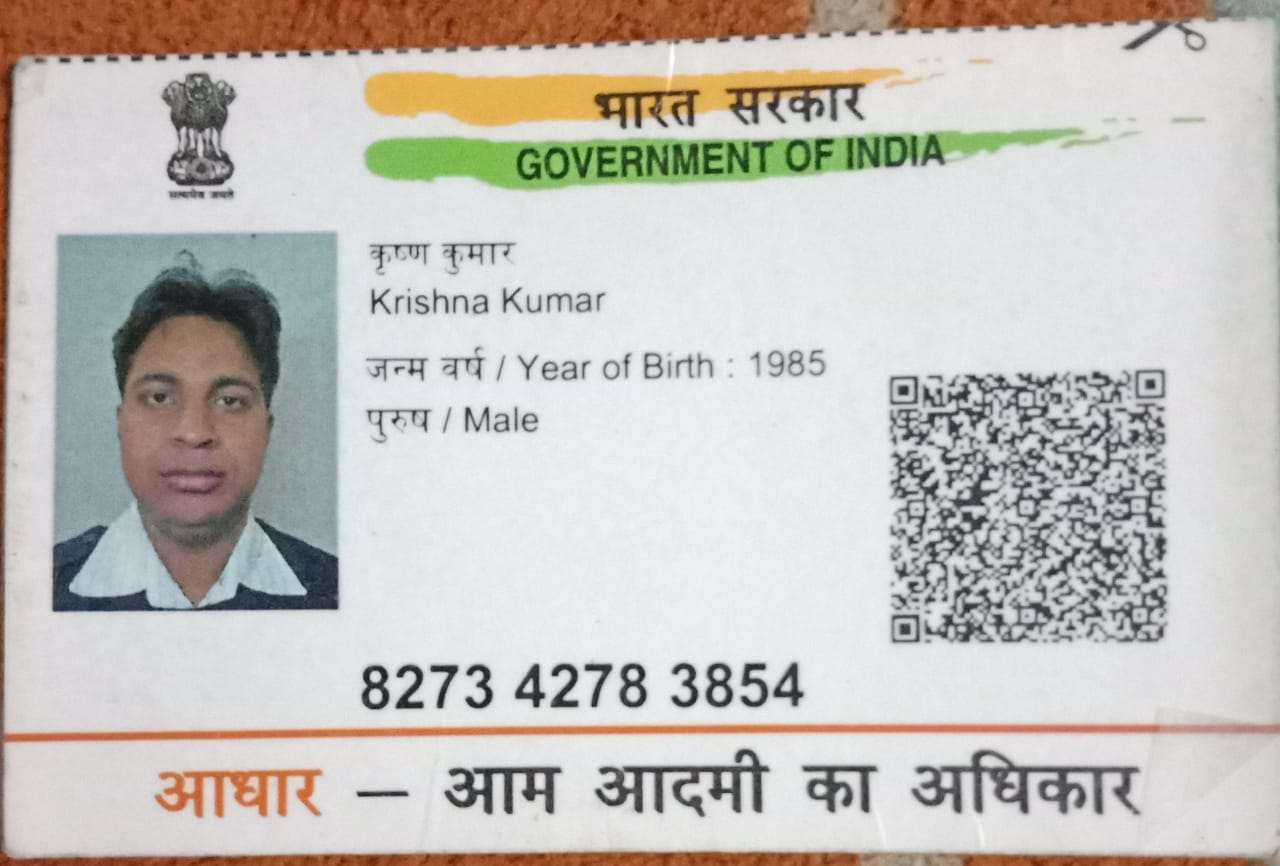 भारत सरकार
GOVERNMENT OF INDIA
सत्यमेव जयते
कृष्ण कुमार
Krishna Kumar
जन्म वर्ष / Year of Birth : 1985
पुरुष / Male
8273 4278 3854
आधार – आम आदमी का अधिकार